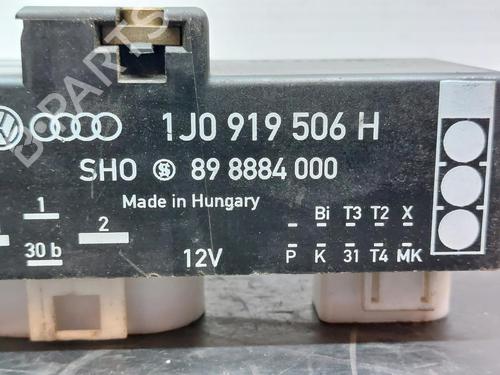 1J0 919 506 H
SHO 89 8884 000
Made in Hungary
1
2
30 b
12V
Bi T3 T2 X
P K 31 T4 MK
B-PARTS